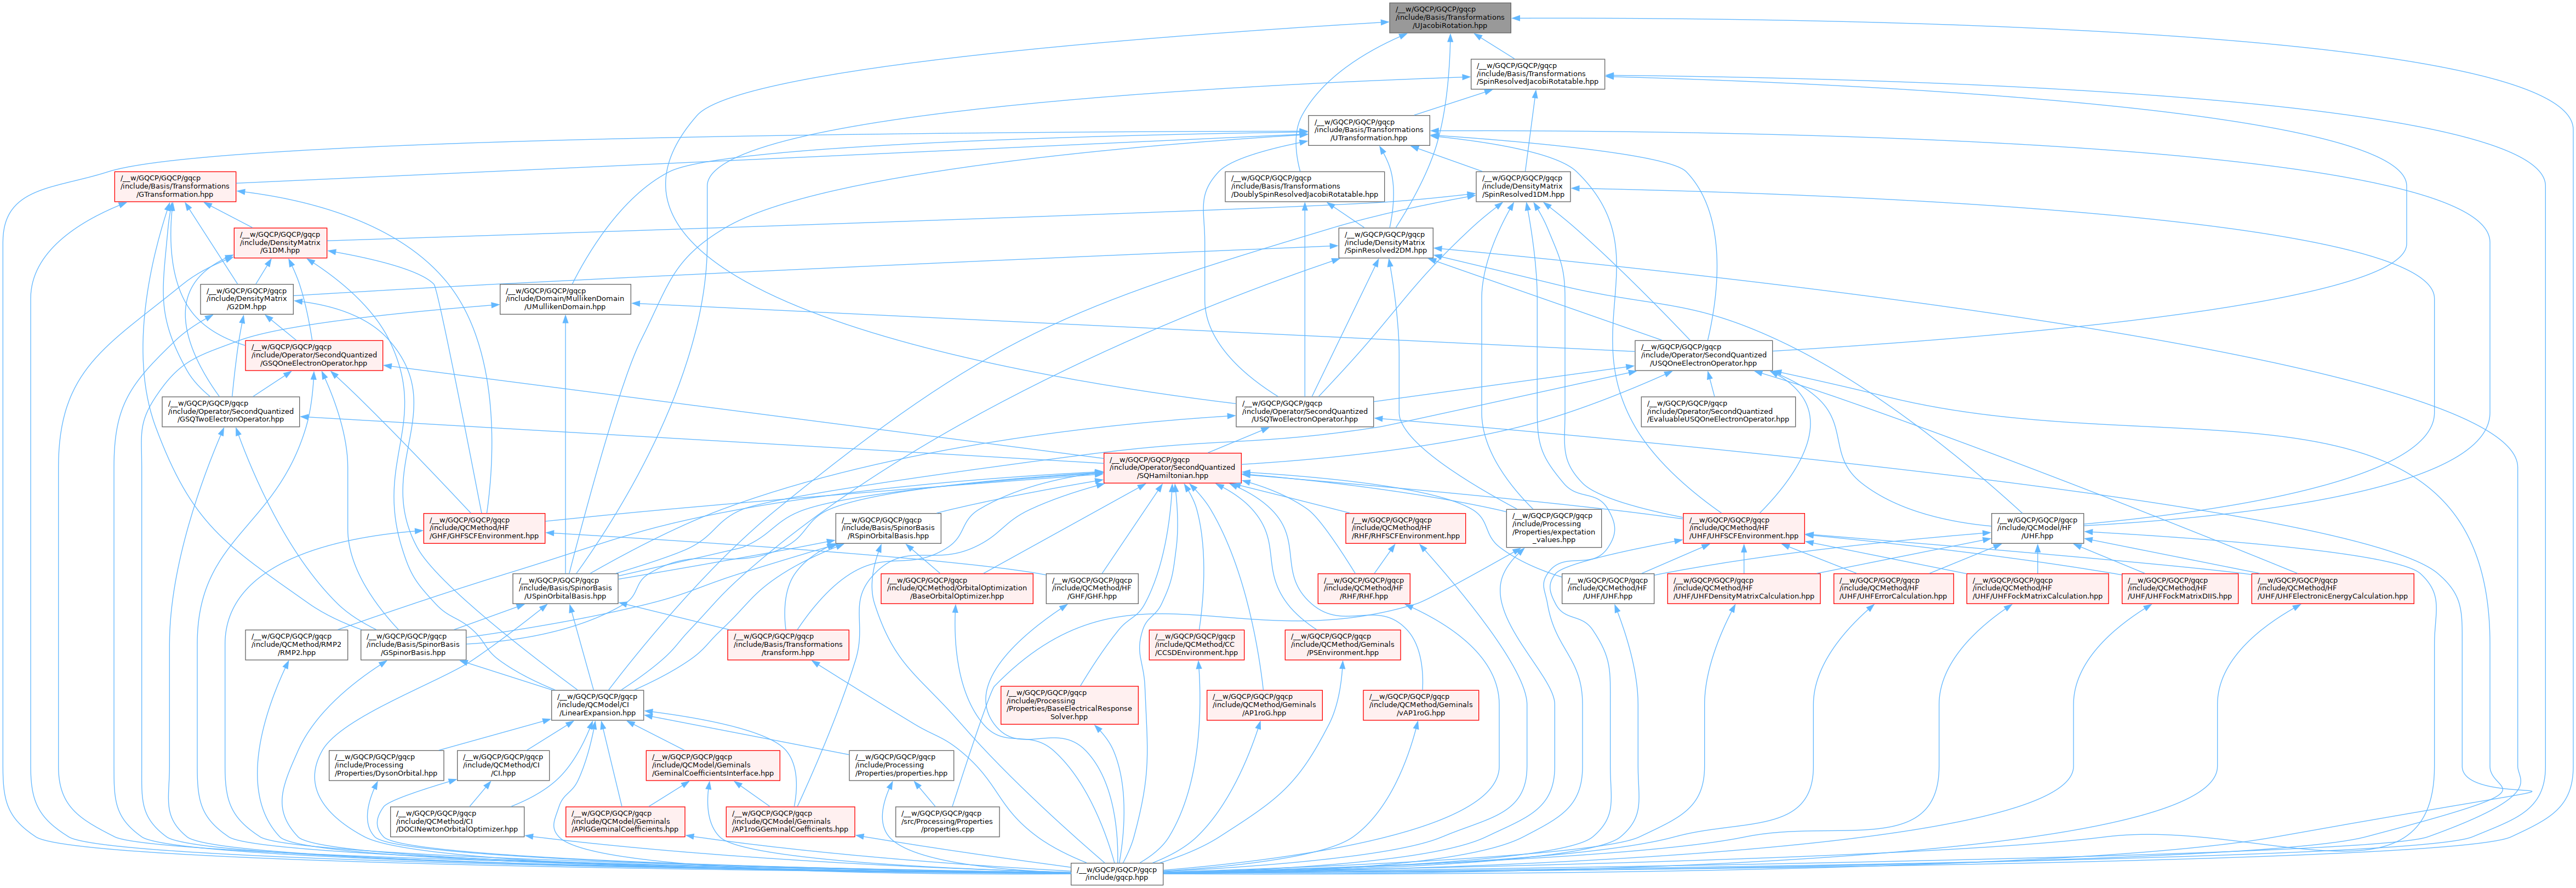 /__w/GQCP/GQCP/gqcp
/include/Basis/Transformations
/UJacobiRotation.hpp
/__w/GQCP/GQCP/gqcp
/include/Basis/Transformations
/SpinResolvedJacobiRotatable.hpp
/__w/GQCP/GQCP/gqcp
/include/Basis/Transformations
/UTransformation.hpp
/__w/GQCP/GQCP/gqcp
/include/Basis/Transformations
/GTransformation.hpp
/__w/GQCP/GQCP/gqcp
/include/Basis/Transformations
/DoublySpinResolvedJacobiRotatable.hpp
/__w/GQCP/GQCP/gqcp
/include/DensityMatrix
/SpinResolved1DM.hpp
/__w/GQCP/GQCP/gqcp
/include/DensityMatrix
/G1DM.hpp
/__w/GQCP/GQCP/gqcp
/include/DensityMatrix
/SpinResolved2DM.hpp
/__w/GQCP/GQCP/gqcp
/include/DensityMatrix
/G2DM.hpp
/__w/GQCP/GQCP/gqcp
/include/Domain/MullikenDomain
/UMullikenDomain.hpp
/__w/GQCP/GQCP/gqcp
/include/Operator/SecondQuantized
/GSQOneElectronOperator.hpp
/__w/GQCP/GQCP/gqcp
/include/Operator/SecondQuantized
/USQOneElectronOperator.hpp
/__w/GQCP/GQCP/gqcp
/include/Operator/SecondQuantized
/GSQTwoElectronOperator.hpp
/__w/GQCP/GQCP/gqcp
/include/Operator/SecondQuantized
/USQTwoElectronOperator.hpp
/__w/GQCP/GQCP/gqcp
/include/Operator/SecondQuantized
/EvaluableUSQOneElectronOperator.hpp
/__w/GQCP/GQCP/gqcp
/include/Operator/SecondQuantized
/SQHamiltonian.hpp
/__w/GQCP/GQCP/gqcp
/include/QCMethod/HF
/GHF/GHFSCFEnvironment.hpp
/__w/GQCP/GQCP/gqcp
/include/Basis/SpinorBasis
/RSpinOrbitalBasis.hpp
/__w/GQCP/GQCP/gqcp
/include/QCMethod/HF
/RHF/RHFSCFEnvironment.hpp
/__w/GQCP/GQCP/gqcp
/include/Processing
/Properties/expectation
_values.hpp
/__w/GQCP/GQCP/gqcp
/include/QCMethod/HF
/UHF/UHFSCFEnvironment.hpp
/__w/GQCP/GQCP/gqcp
/include/QCModel/HF
/UHF.hpp
/__w/GQCP/GQCP/gqcp
/include/Basis/SpinorBasis
/USpinOrbitalBasis.hpp
/__w/GQCP/GQCP/gqcp
/include/QCMethod/OrbitalOptimization
/BaseOrbitalOptimizer.hpp
/__w/GQCP/GQCP/gqcp
/include/QCMethod/HF
/GHF/GHF.hpp
/__w/GQCP/GQCP/gqcp
/include/QCMethod/HF
/RHF/RHF.hpp
/__w/GQCP/GQCP/gqcp
/include/QCMethod/HF
/UHF/UHF.hpp
/__w/GQCP/GQCP/gqcp
/include/QCMethod/HF
/UHF/UHFDensityMatrixCalculation.hpp
/__w/GQCP/GQCP/gqcp
/include/QCMethod/HF
/UHF/UHFErrorCalculation.hpp
/__w/GQCP/GQCP/gqcp
/include/QCMethod/HF
/UHF/UHFFockMatrixCalculation.hpp
/__w/GQCP/GQCP/gqcp
/include/QCMethod/HF
/UHF/UHFFockMatrixDIIS.hpp
/__w/GQCP/GQCP/gqcp
/include/QCMethod/HF
/UHF/UHFElectronicEnergyCalculation.hpp
/__w/GQCP/GQCP/gqcp
/include/QCMethod/RMP2
/RMP2.hpp
/__w/GQCP/GQCP/gqcp
/include/Basis/SpinorBasis
/GSpinorBasis.hpp
/__w/GQCP/GQCP/gqcp
/include/Basis/Transformations
/transform.hpp
/__w/GQCP/GQCP/gqcp
/include/QCMethod/CC
/CCSDEnvironment.hpp
/__w/GQCP/GQCP/gqcp
/include/QCMethod/Geminals
/PSEnvironment.hpp
/__w/GQCP/GQCP/gqcp
/include/QCModel/CI
/LinearExpansion.hpp
/__w/GQCP/GQCP/gqcp
/include/Processing
/Properties/BaseElectricalResponse
Solver.hpp
/__w/GQCP/GQCP/gqcp
/include/QCMethod/Geminals
/AP1roG.hpp
/__w/GQCP/GQCP/gqcp
/include/QCMethod/Geminals
/vAP1roG.hpp
/__w/GQCP/GQCP/gqcp
/include/Processing
/Properties/DysonOrbital.hpp
/__w/GQCP/GQCP/gqcp
/include/QCMethod/CI
/CI.hpp
/__w/GQCP/GQCP/gqcp
/include/QCModel/Geminals
/GeminalCoefficientsInterface.hpp
/__w/GQCP/GQCP/gqcp
/include/Processing
/Properties/properties.hpp
/__w/GQCP/GQCP/gqcp
/include/QCMethod/CI
/DOCINewtonOrbitalOptimizer.hpp
/__w/GQCP/GQCP/gqcp
/include/QCModel/Geminals
/APIGGeminalCoefficients.hpp
/__w/GQCP/GQCP/gqcp
/include/QCModel/Geminals
/AP1roGGeminalCoefficients.hpp
/__w/GQCP/GQCP/gqcp
/src/Processing/Properties
/properties.cpp
/__w/GQCP/GQCP/gqcp
/include/gqcp.hpp